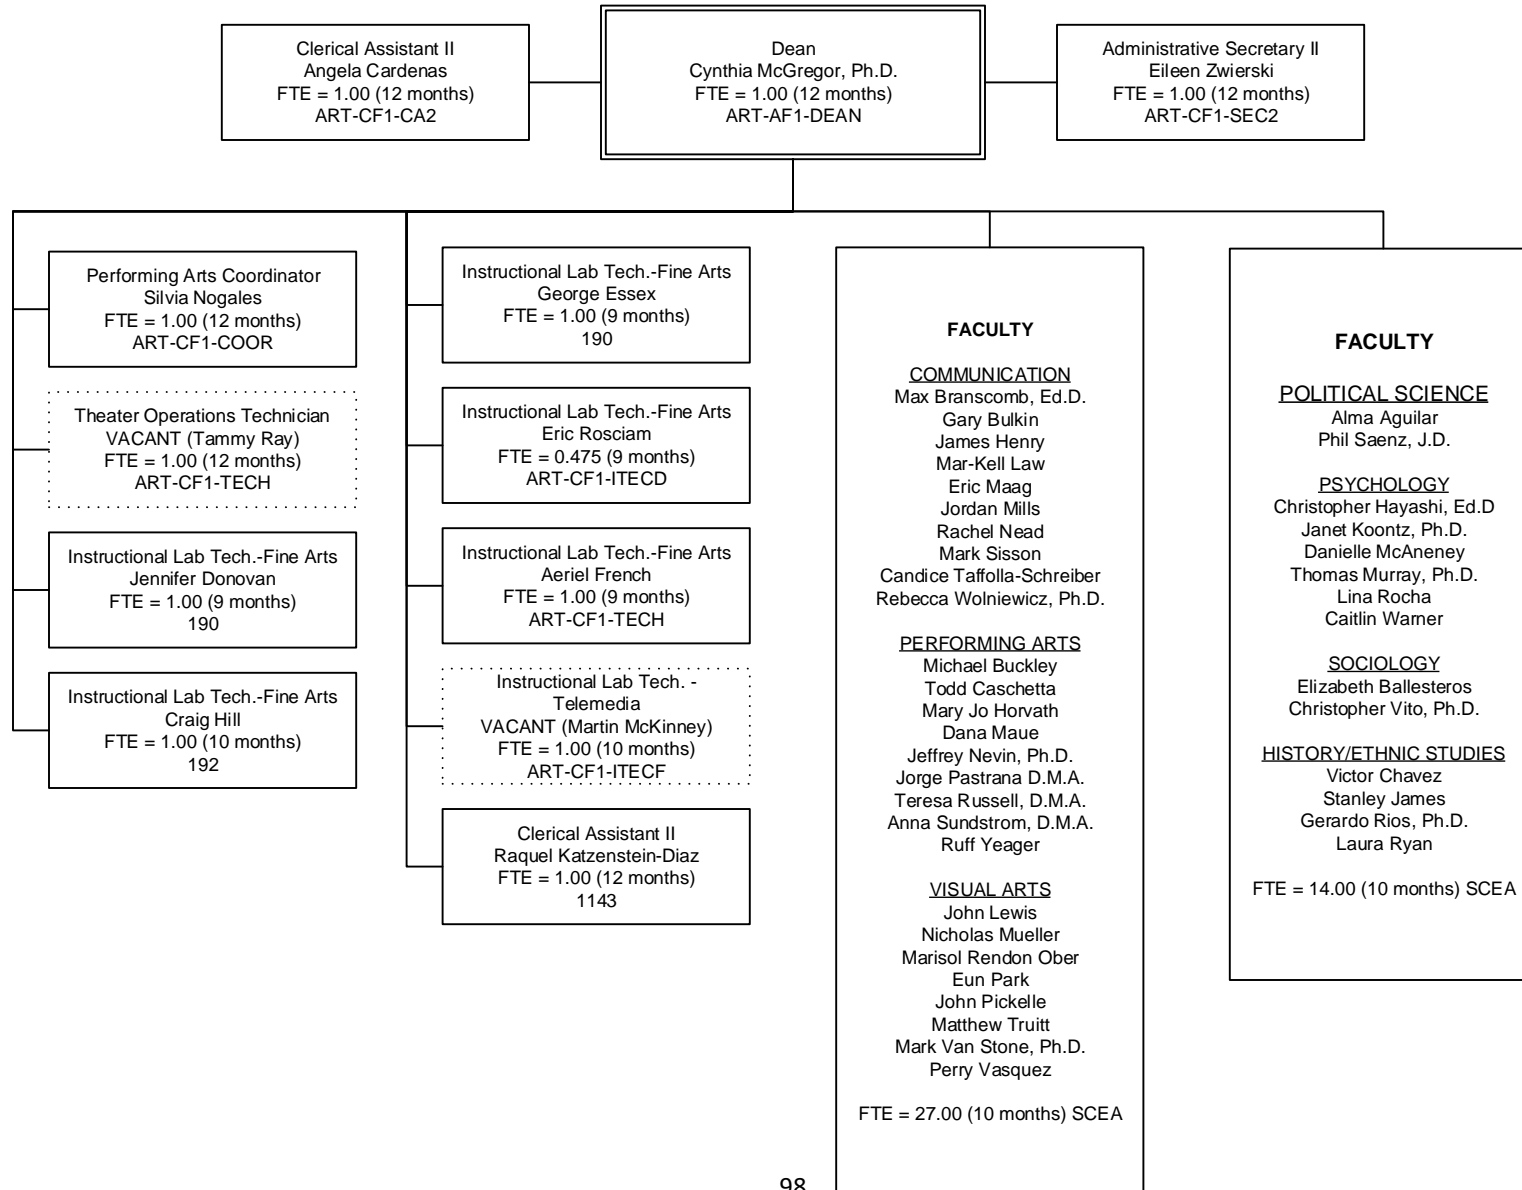 Clerical Assistant II
Angela Cardenas
FTE = 1.00 (12 months)
ART-CF1-CA2
Dean
Cynthia McGregor, Ph.D.
FTE = 1.00 (12 months)
ART-AF1-DEAN
Administrative Secretary II
Eileen Zwierski
FTE = 1.00 (12 months)
ART-CF1-SEC2
Performing Arts Coordinator
Silvia Nogales
FTE = 1.00 (12 months)
ART-CF1-COOR
Theater Operations Technician
VACANT (Tammy Ray)
FTE = 1.00 (12 months)
ART-CF1-TECH
Instructional Lab Tech.-Fine Arts
Jennifer Donovan
FTE = 1.00 (9 months)
190
Instructional Lab Tech.-Fine Arts
Craig Hill
FTE = 1.00 (10 months)
192
Instructional Lab Tech.-Fine Arts
George Essex
FTE = 1.00 (9 months)
190
Instructional Lab Tech.-Fine Arts
Eric Rosciam
FTE = 0.475 (9 months)
ART-CF1-ITECD
Instructional Lab Tech.-Fine Arts
Aeriel French
FTE = 1.00 (9 months)
ART-CF1-TECH
Instructional Lab Tech. -
Telemedia
VACANT (Martin McKinney)
FTE = 1.00 (10 months)
ART-CF1-ITECF
Clerical Assistant II
Raquel Katzenstein-Diaz
FTE = 1.00 (12 months)
1143
FACULTY
COMMUNICATION
Max Branscomb, Ed.D.
Gary Bulkin
James Henry
Mar-Kell Law
Eric Maag
Jordan Mills
Rachel Nead
Mark Sisson
Candice Taffolla-Schreiber
Rebecca Wolniewicz, Ph.D.
PERFORMING ARTS
Michael Buckley
Todd Caschetta
Mary Jo Horvath
Dana Maue
Jeffrey Nevin, Ph.D.
Jorge Pastrana D.M.A.
Teresa Russell, D.M.A.
Anna Sundstrom, D.M.A.
Ruff Yeager
VISUAL ARTS
John Lewis
Nicholas Mueller
Marisol Rendon Ober
Eun Park
John Pickelle
Matthew Truitt
Mark Van Stone, Ph.D.
Perry Vasquez
FTE = 27.00 (10 months) SCEA
FACULTY
POLITICAL SCIENCE
Alma Aguilar
Phil Saenz, J.D.
PSYCHOLOGY
Christopher Hayashi, Ed.D
Janet Koontz, Ph.D.
Danielle McAneney
Thomas Murray, Ph.D.
Lina Rocha
Caitlin Warner
SOCIOLOGY
Elizabeth Ballesteros
Christopher Vito, Ph.D.
HISTORY/ETHNIC STUDIES
Victor Chavez
Stanley James
Gerardo Rios, Ph.D.
Laura Ryan
FTE = 14.00 (10 months) SCEA
98